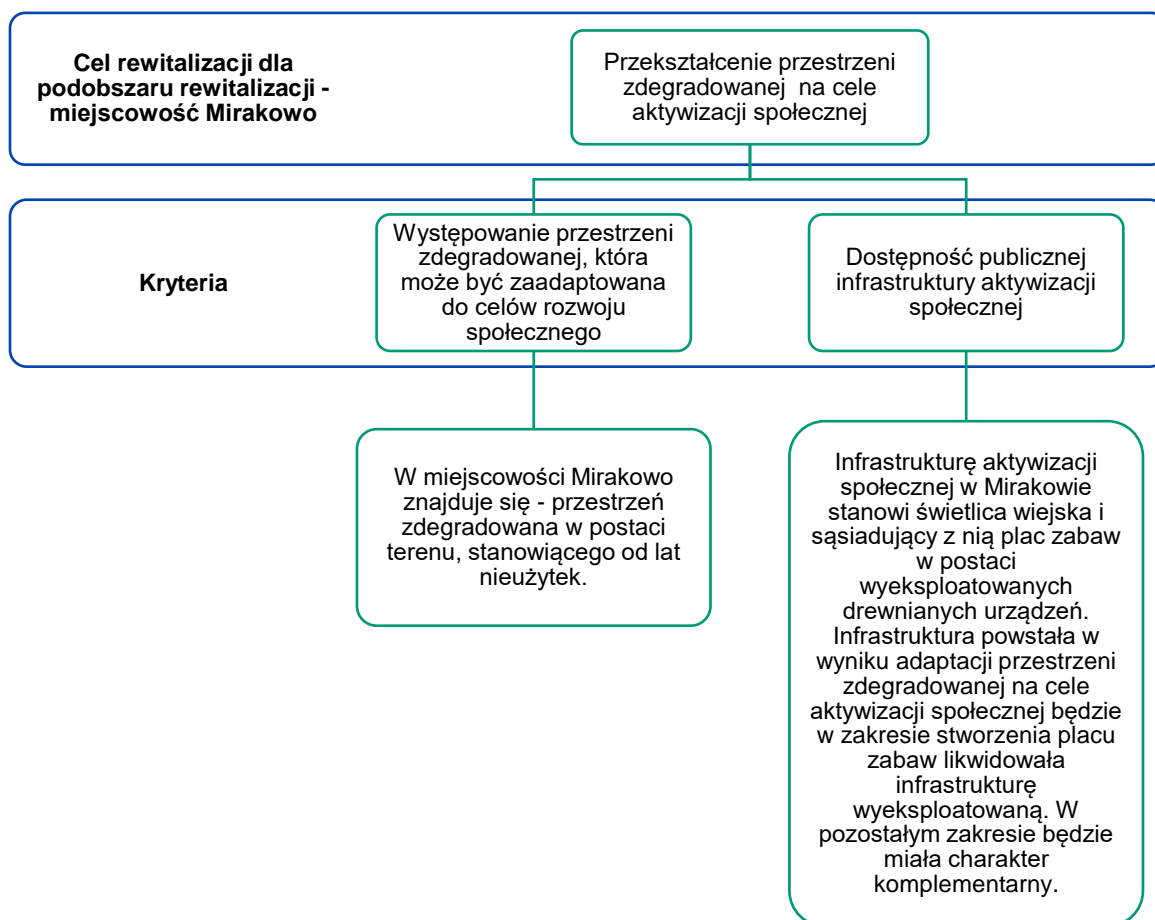 Cel rewitalizacji dla
podobszaru rewitalizacji -
miejscowość Mirakowo
Przekształcenie przestrzeni
zdegradowanej na cele
aktywizacji społecznej
Kryteria
Występowanie przestrzeni
zdegradowanej, która
może być zaadaptowana
do celów rozwoju
społecznego
Dostępność publicznej
infrastruktury aktywizacji
społecznej
W miejscowości Mirakowo
znajduje się - przestrzeń
zdegradowana w postaci
terenu, stanowiącego od lat
nieużytek.
Infrastrukturę aktywizacji
społecznej w Mirakowie
stanowi świetlica wiejska i
sąsiadujący z nią plac zabaw
w postaci
wyeksploatowanych
drewnianych urządzeń.
Infrastruktura powstała w
wyniku adaptacji przestrzeni
zdegradowanej na cele
aktywizacji społecznej będzie
w zakresie stworzenia placu
zabaw likwidowała
infrastrukturę
wyeksploatowaną. W
pozostałym zakresie będzie
miała charakter
komplementarny.